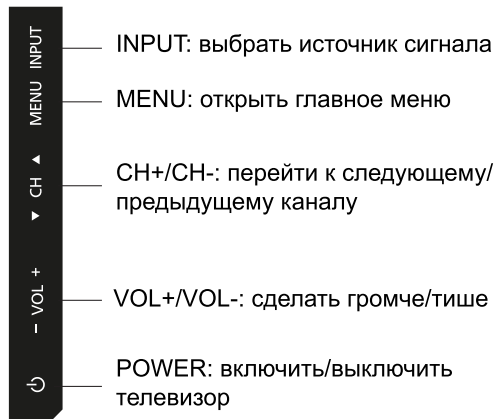 INPUT
INPUT: выбрать источник сигнала
MENU
MENU: открыть главное меню
▲
CH
▼
CH+/CH-: перейти к следующему/
предыдущему каналу
+
VOL
−
VOL+/VOL-: сделать громче/тише
POWER: включить/выключить
телевизор